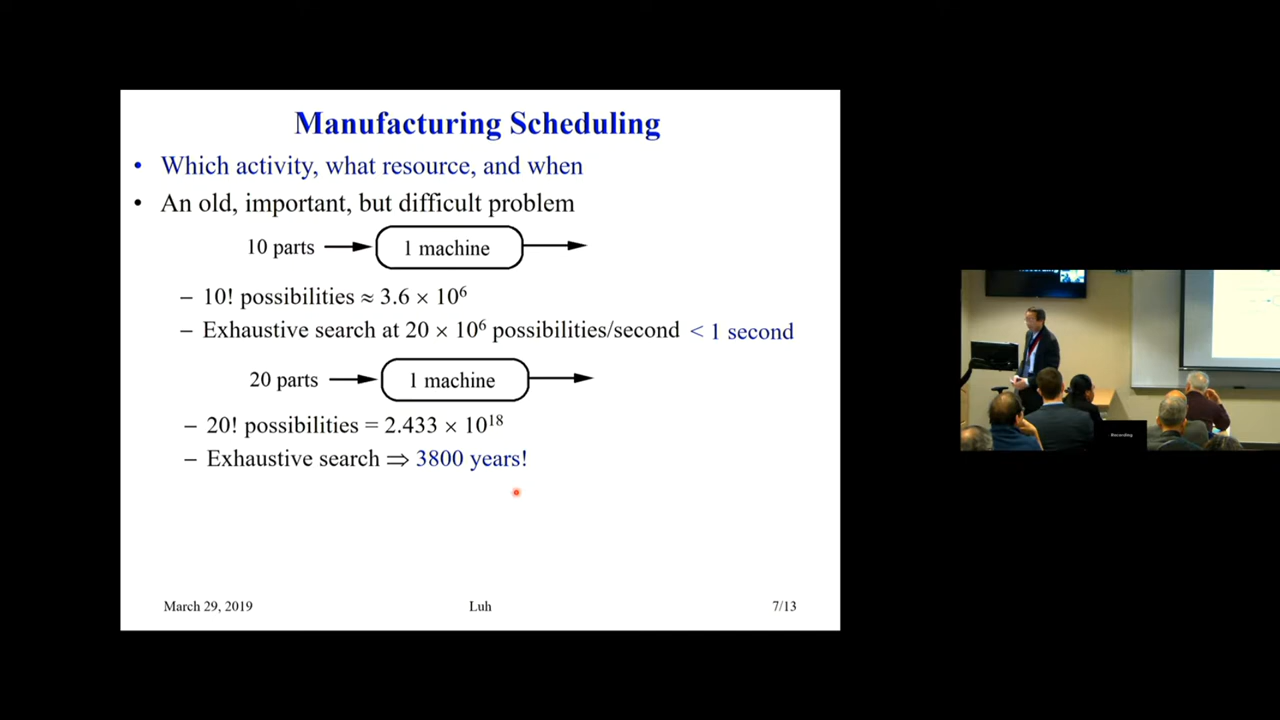 Manufacturing Scheduling
• Which activity, what resource, and when
• An old, important, but difficult problem
10 parts
1 machine
– 10! possibilities ≈ 3.6 × 10⁶
– Exhaustive search at 20 × 10⁶ possibilities/second < 1 second
20 parts
1 machine
– 20! possibilities = 2.433 × 10¹⁸
– Exhaustive search ⇒ 3800 years!
March 29, 2019
Luh
7/13
Recording